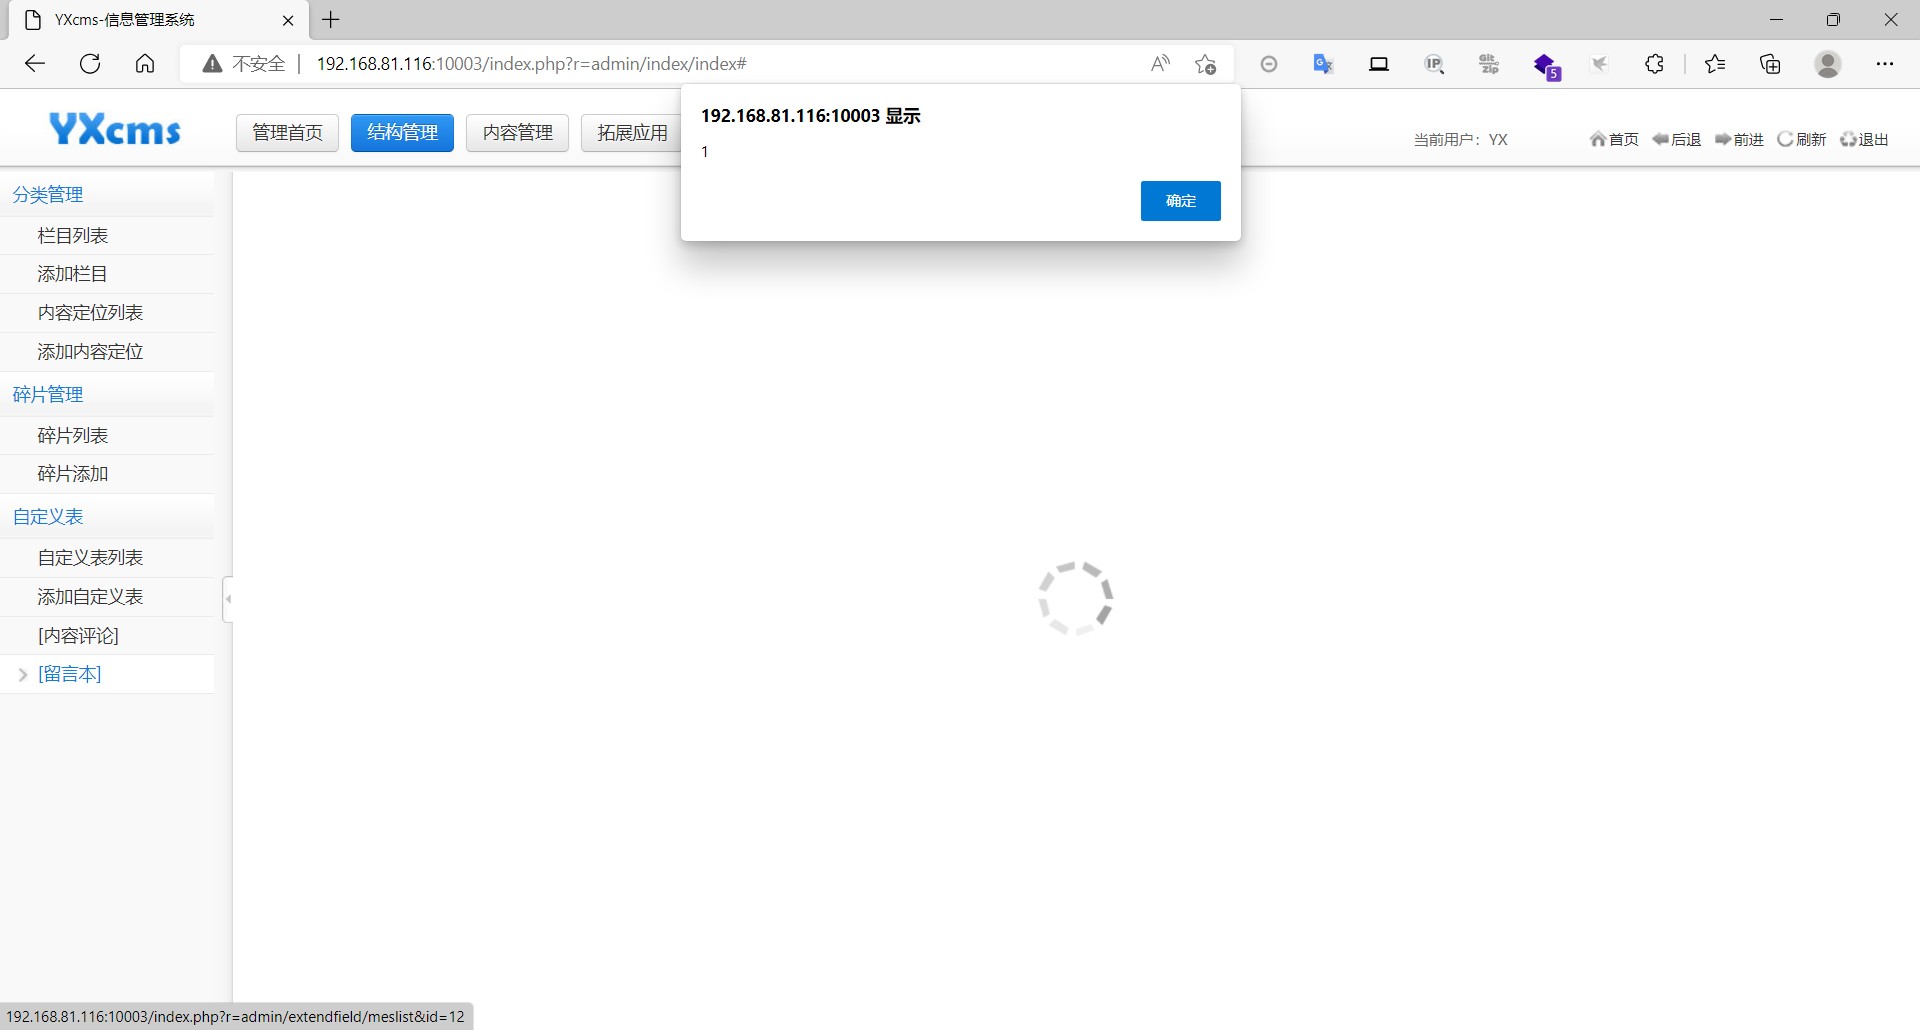 YXcms-信息管理系统
不安全
192.168.81.116:10003/index.php?r=admin/index/index#
5
YXcms
管理首页
结构管理
内容管理
拓展应用
192.168.81.116:10003 显示
1
确定
当前用户：YX
首页
后退
前进
刷新
退出
分类管理
栏目列表
添加栏目
内容定位列表
添加内容定位
碎片管理
碎片列表
碎片添加
自定义表
自定义表列表
添加自定义表
[内容评论]
[留言本]
192.168.81.116:10003/index.php?r=admin/extendfield/meslist&id=12